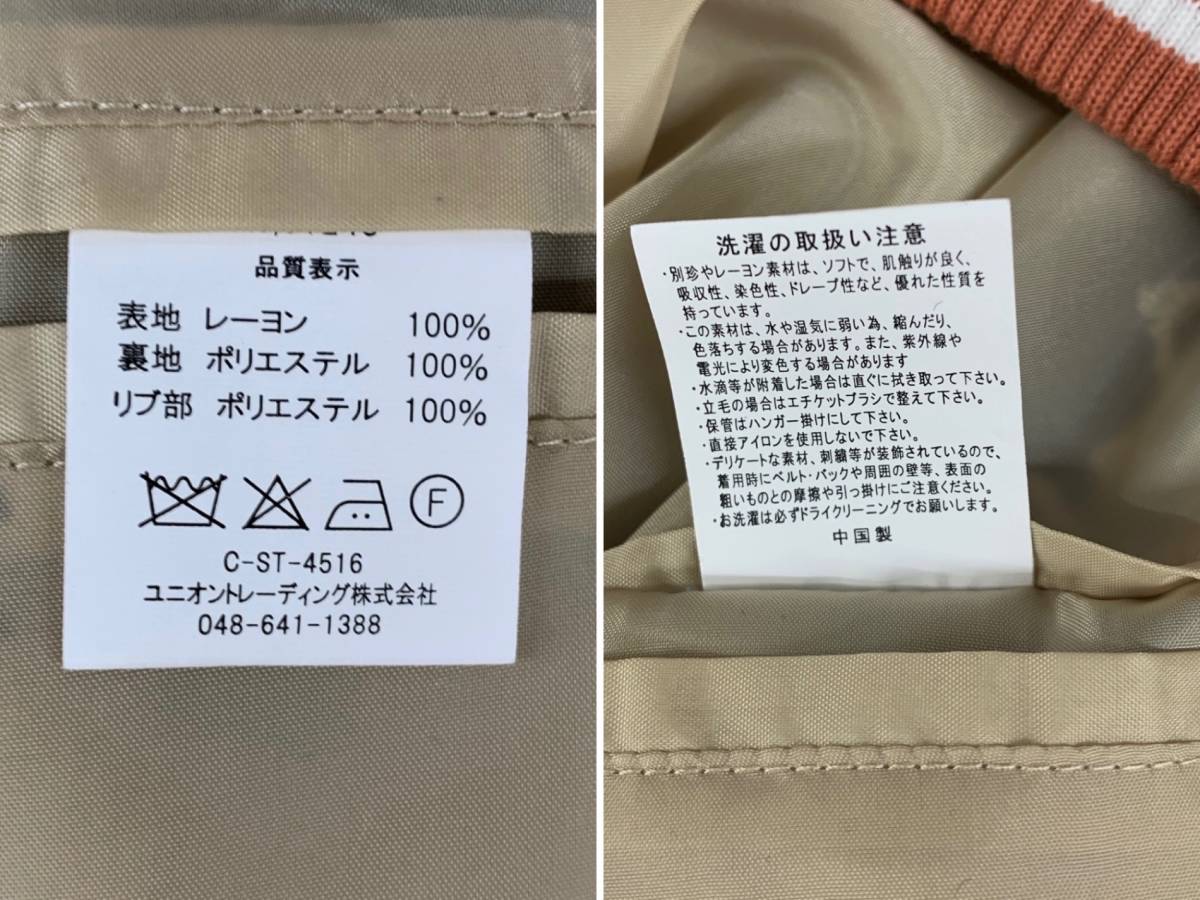 品質表示
表地 レーヨン 100%
裏地 ポリエステル 100%
リブ部 ポリエステル 100%
F
C-ST-4516
ユニオントレーディング株式会社
048-641-1388
洗濯の取扱い注意
・別珍やレーヨン素材は、ソフトで、肌触りが良く、
吸収性、染色性、ドレープ性など、優れた性質を
持っています。
・この素材は、水や湿気に弱い為、縮んだり、
色落ちする場合があります。また、紫外線や
電光により変色する場合があります
・水滴等が附着した場合は直ぐに拭き取って下さい。
・立毛の場合はエチケットブラシで整えて下さい。
・保管はハンガー掛けにして下さい。
・直接アイロンを使用しないで下さい。
・デリケートな素材、刺繍等が装飾されているので、
着用時にベルト・バックや周囲の壁等、表面の
粗いものとの摩擦や引っ掛けにご注意ください。
・お洗濯は必ずドライクリーニングでお願いします。
中国製